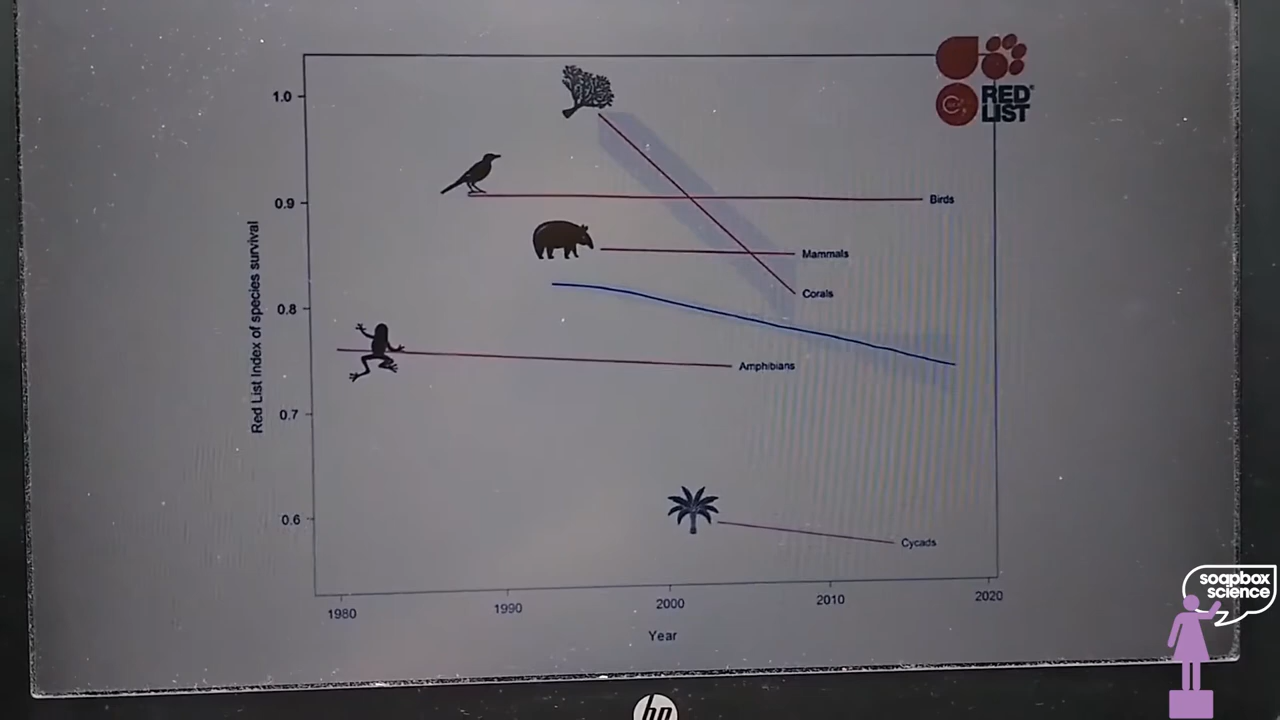 RED
LIST
1.0
0.9
0.8
0.7
0.6
Red List Index of species survival
Birds
Mammals
Corals
Amphibians
Cycads
1980
1990
2000
2010
2020
Year
soapbox
science
hp